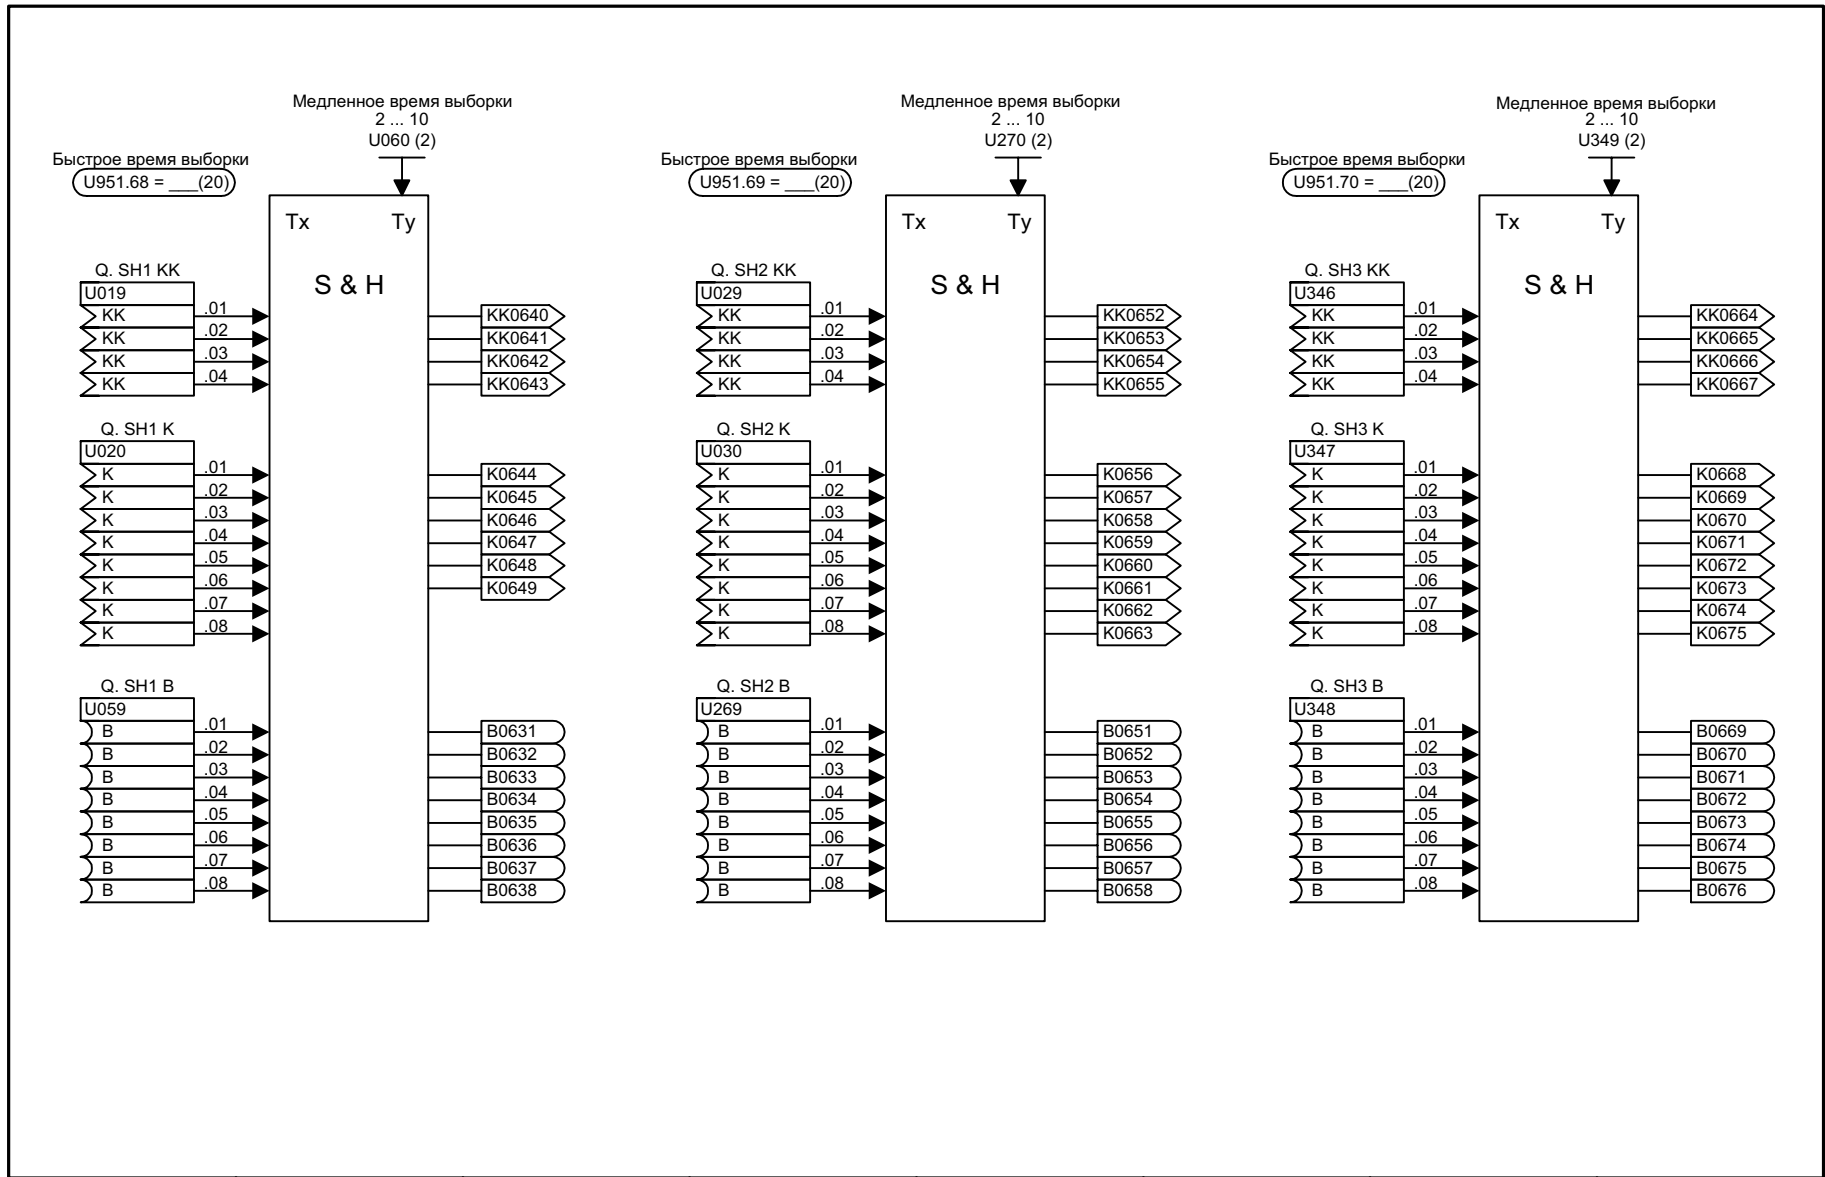 Медленное время выборки
2 ... 10
U060 (2)
Быстрое время выборки
U951.68 = ___(20)
Tx Ty
S & H
Q. SH1 KK
U019
KK .01 KK0640
KK .02 KK0641
KK .03 KK0642
KK .04 KK0643
Q. SH1 K
U020
K .01 K0644
K .02 K0645
K .03 K0646
K .04 K0647
K .05 K0648
K .06 K0649
K .07
K .08
Q. SH1 B
U059
B .01 B0631
B .02 B0632
B .03 B0633
B .04 B0634
B .05 B0635
B .06 B0636
B .07 B0637
B .08 B0638
Медленное время выборки
2 ... 10
U270 (2)
Быстрое время выборки
U951.69 = ___(20)
Tx Ty
S & H
Q. SH2 KK
U029
KK .01 KK0652
KK .02 KK0653
KK .03 KK0654
KK .04 KK0655
Q. SH2 K
U030
K .01 K0656
K .02 K0657
K .03 K0658
K .04 K0659
K .05 K0660
K .06 K0661
K .07 K0662
K .08 K0663
Q. SH2 B
U269
B .01 B0651
B .02 B0652
B .03 B0653
B .04 B0654
B .05 B0655
B .06 B0656
B .07 B0657
B .08 B0658
Медленное время выборки
2 ... 10
U349 (2)
Быстрое время выборки
U951.70 = ___(20)
Tx Ty
S & H
Q. SH3 KK
U346
KK .01 KK0664
KK .02 KK0665
KK .03 KK0666
KK .04 KK0667
Q. SH3 K
U347
K .01 K0668
K .02 K0669
K .03 K0670
K .04 K0671
K .05 K0672
K .06 K0673
K .07 K0674
K .08 K0675
Q. SH3 B
U348
B .01 B0669
B .02 B0670
B .03 B0671
B .04 B0672
B .05 B0673
B .06 B0674
B .07 B0675
B .08 B0676